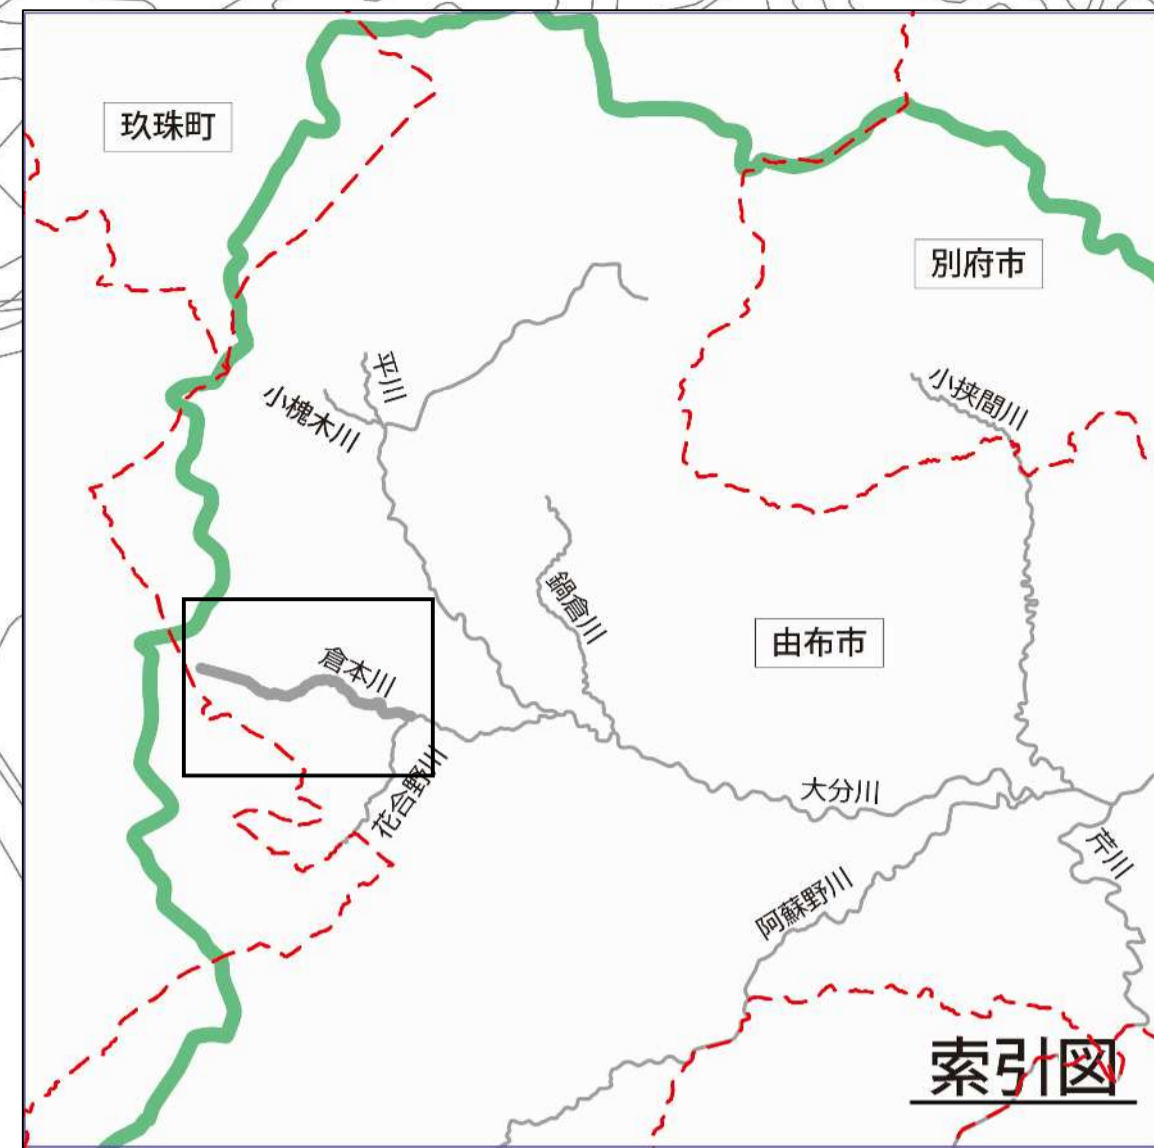 玖珠町
別府市
平川
小槐木川
小挟間川
鍋倉川
由布市
倉本川
花合野川
大分川
芹川
阿蘇野川
索引図